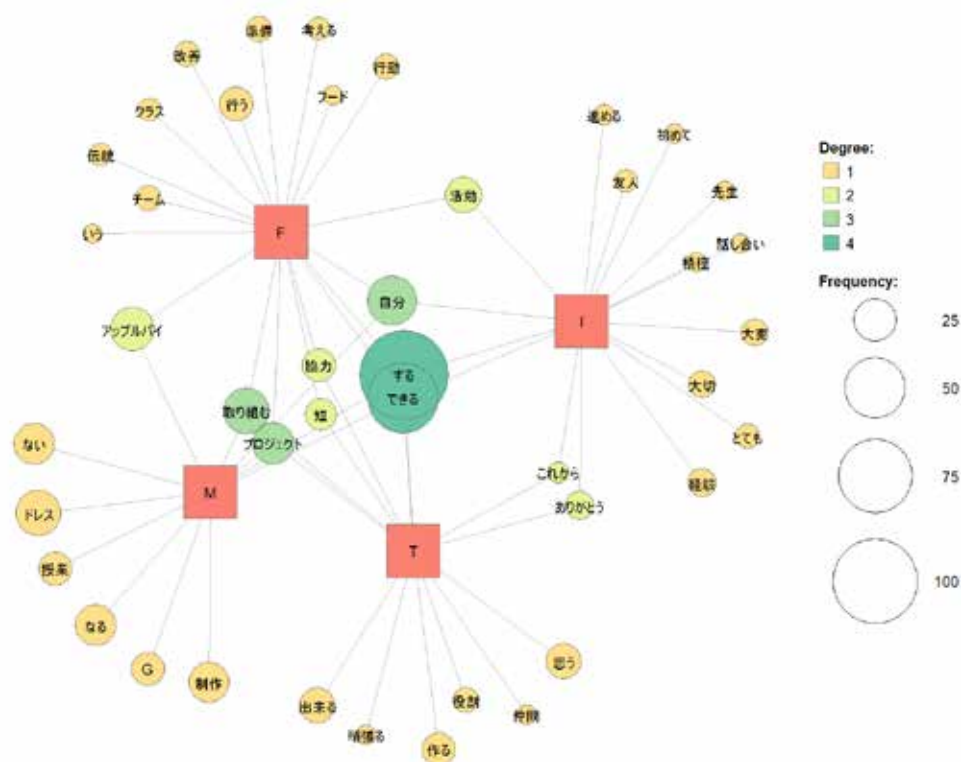 準備
考える
改善
行動
行う
フード
クラス
伝統
チーム
いう
F
活動
進める
初めて
友人
先生
話し合い
積極
I
大変
大切
とても
経験
アップルパイ
自分
協力
する
できる
短
取り組む
プロジェクト
これから
ありがとう
ない
M
ドレス
授業
なる
G
制作
T
思う
役割
仲間
出来る
頑張る
作る
Degree:
1
2
3
4
Frequency:
25
50
75
100